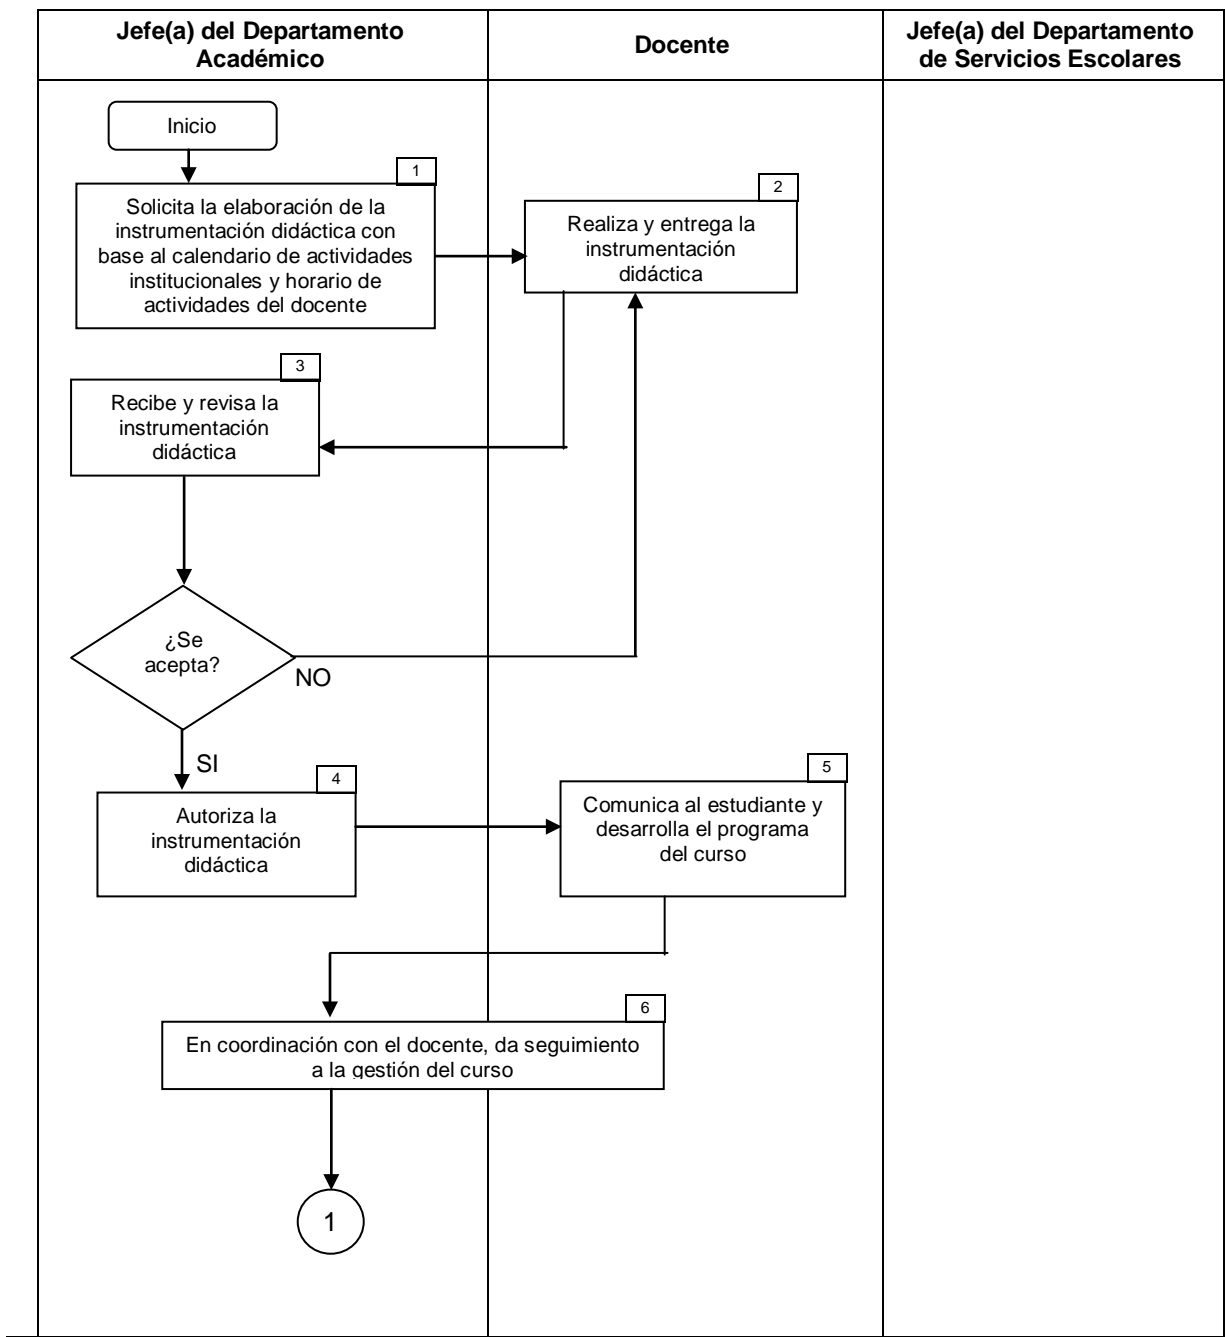 Jefe(a) del Departamento
Académico
Docente
Jefe(a) del Departamento
de Servicios Escolares
Inicio
1
Solicita la elaboración de la
instrumentación didáctica con
base al calendario de actividades
institucionales y horario de
actividades del docente
2
Realiza y entrega la
instrumentación
didáctica
3
Recibe y revisa la
instrumentación
didáctica
¿Se
acepta?
NO
SI
4
Autoriza la
instrumentación
didáctica
5
Comunica al estudiante y
desarrolla el programa
del curso
6
En coordinación con el docente, da seguimiento
a la gestión del curso
1